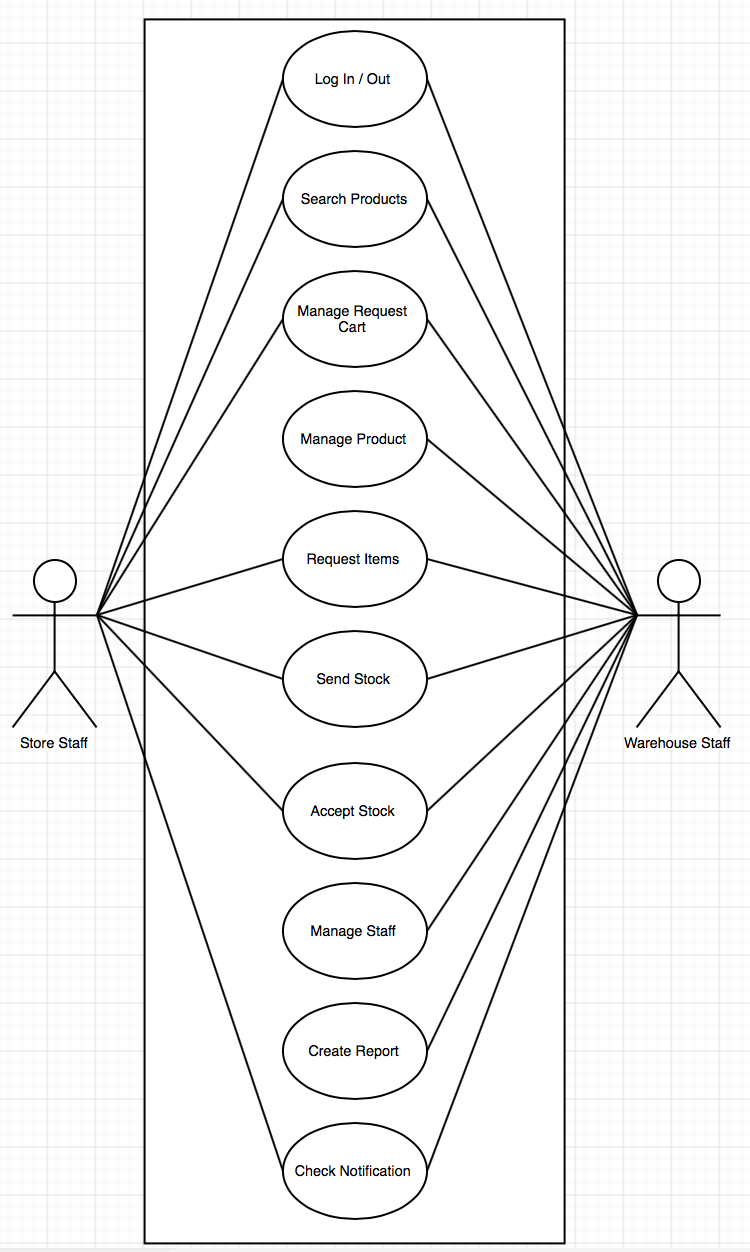 Log In / Out
Search Products
Manage Request
Cart
Manage Product
Request Items
Send Stock
Store Staff
Warehouse Staff
Accept Stock
Manage Staff
Create Report
Check Notification